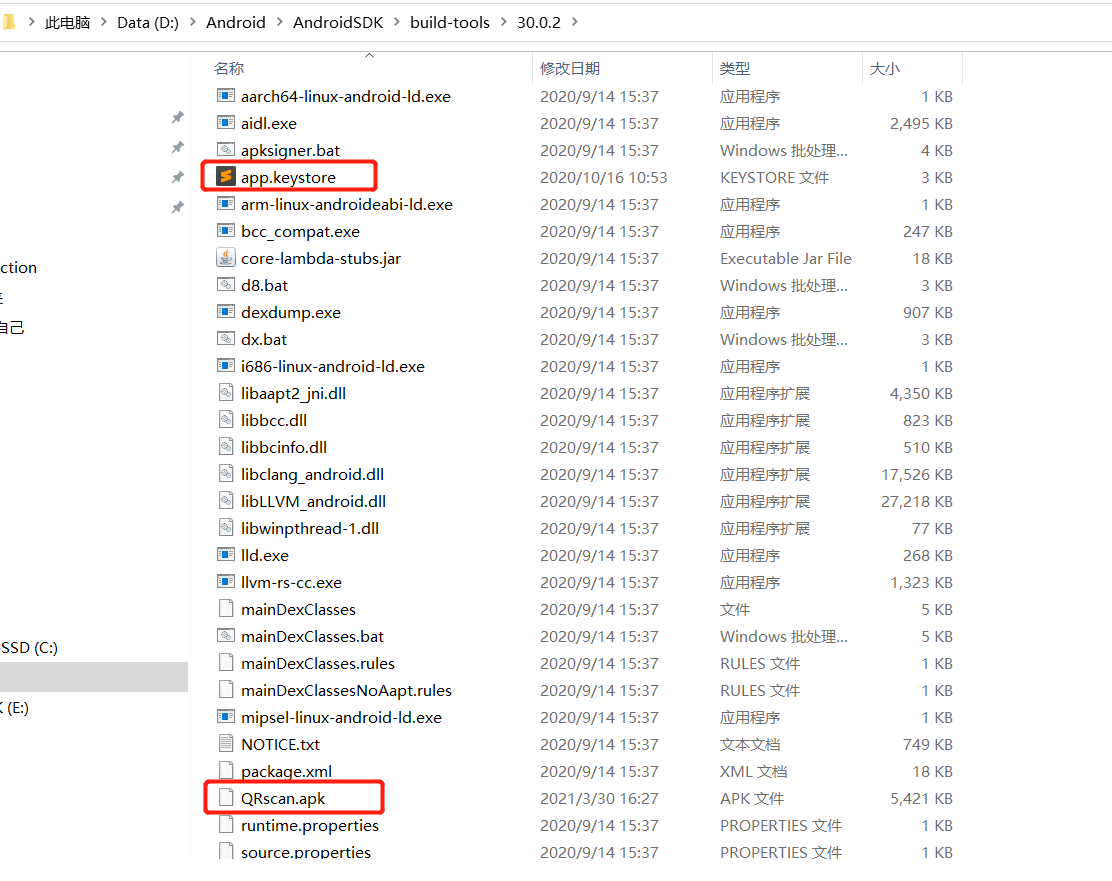 此电脑 > Data (D:) > Android > AndroidSDK > build-tools > 30.0.2 >
名称 修改日期 类型 大小
aarch64-linux-android-ld.exe 2020/9/14 15:37 应用程序 1 KB
aidl.exe 2020/9/14 15:37 应用程序 2,495 KB
apksigner.bat 2020/9/14 15:37 Windows 批处理... 4 KB
app.keystore 2020/10/16 10:53 KEYSTORE 文件 3 KB
arm-linux-androideabi-ld.exe 2020/9/14 15:37 应用程序 1 KB
bcc_compat.exe 2020/9/14 15:37 应用程序 247 KB
core-lambda-stubs.jar 2020/9/14 15:37 Executable Jar File 18 KB
d8.bat 2020/9/14 15:37 Windows 批处理... 3 KB
dexdump.exe 2020/9/14 15:37 应用程序 907 KB
dx.bat 2020/9/14 15:37 Windows 批处理... 3 KB
i686-linux-android-ld.exe 2020/9/14 15:37 应用程序 1 KB
libaapt2_jni.dll 2020/9/14 15:37 应用程序扩展 4,350 KB
libbcc.dll 2020/9/14 15:37 应用程序扩展 823 KB
libbcinfo.dll 2020/9/14 15:37 应用程序扩展 510 KB
libclang_android.dll 2020/9/14 15:37 应用程序扩展 17,526 KB
libLLVM_android.dll 2020/9/14 15:37 应用程序扩展 27,218 KB
libwinpthread-1.dll 2020/9/14 15:37 应用程序扩展 77 KB
lld.exe 2020/9/14 15:37 应用程序 268 KB
llvm-rs-cc.exe 2020/9/14 15:37 应用程序 1,323 KB
mainDexClasses 2020/9/14 15:37 文件 5 KB
mainDexClasses.bat 2020/9/14 15:37 Windows 批处理... 5 KB
mainDexClasses.rules 2020/9/14 15:37 RULES 文件 1 KB
mainDexClassesNoAapt.rules 2020/9/14 15:37 RULES 文件 1 KB
mipsel-linux-android-ld.exe 2020/9/14 15:37 应用程序 1 KB
NOTICE.txt 2020/9/14 15:37 文本文档 749 KB
package.xml 2020/9/14 15:37 XML 文档 18 KB
QRscan.apk 2021/3/30 16:27 APK 文件 5,421 KB
runtime.properties 2020/9/14 15:37 PROPERTIES 文件 1 KB
source.properties 2020/9/14 15:37 PROPERTIES 文件 1 KB
ction
自己
SSD (C:)
(E:)